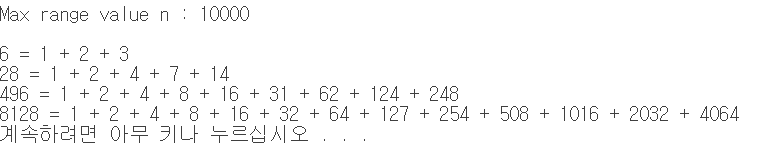 Max range value n : 10000
6 = 1 + 2 + 3
28 = 1 + 2 + 4 + 7 + 14
496 = 1 + 2 + 4 + 8 + 16 + 31 + 62 + 124 + 248
8128 = 1 + 2 + 4 + 8 + 16 + 32 + 64 + 127 + 254 + 508 + 1016 + 2032 + 4064
계속하려면 아무 키나 누르십시오 . . .